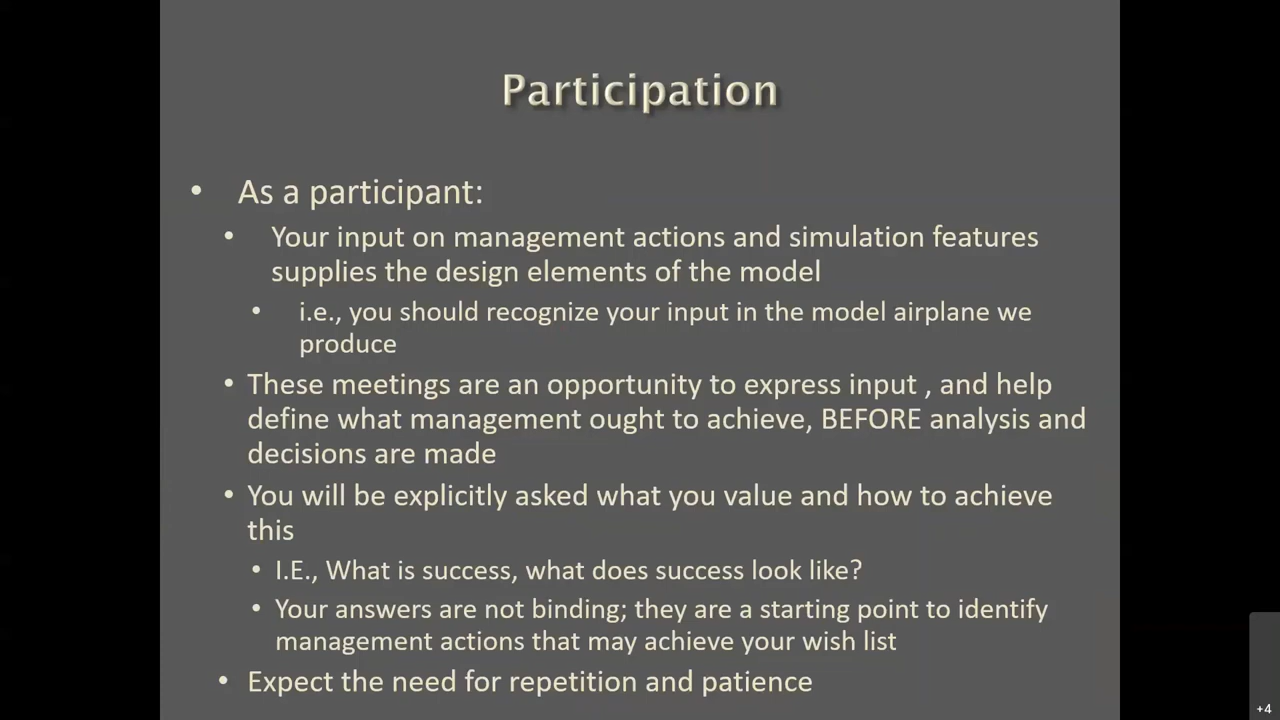 Participation
• As a participant:
• Your input on management actions and simulation features
supplies the design elements of the model
• i.e., you should recognize your input in the model airplane we
produce
• These meetings are an opportunity to express input , and help
define what management ought to achieve, BEFORE analysis and
decisions are made
• You will be explicitly asked what you value and how to achieve
this
• I.E., What is success, what does success look like?
• Your answers are not binding; they are a starting point to identify
management actions that may achieve your wish list
• Expect the need for repetition and patience
+4